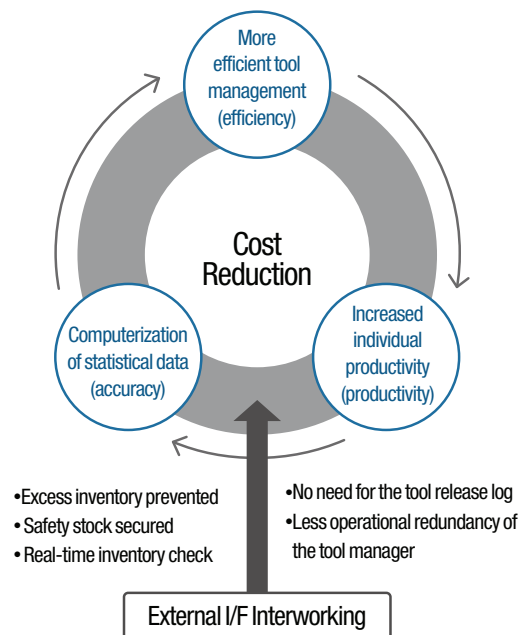 More
efficient tool
management
(efficiency)
Cost
Reduction
Computerization
of statistical data
(accuracy)
Increased
individual
productivity
(productivity)
•Excess inventory prevented
•Safety stock secured
•Real-time inventory check
•No need for the tool release log
•Less operational redundancy of
the tool manager
External I/F Interworking